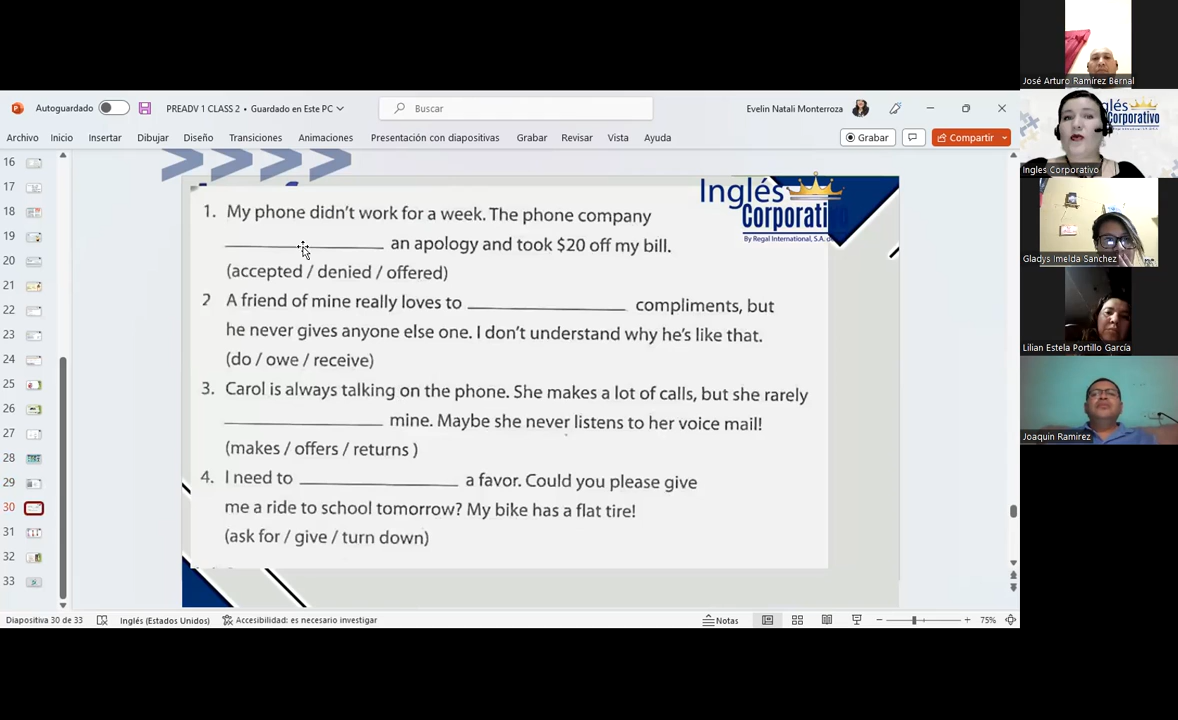 Autoguardado
PREADV 1 CLASS 2 • Guardado en Este PC
Buscar
Evelin Natali Monterroza
Archivo Inicio Insertar Dibujar Diseño Transiciones Animaciones Presentación con diapositivas Grabar Revisar Vista Ayuda
Grabar
Compartir
16
17
18
19
20
21
22
23
24
25
26
27
28
29
30
31
32
33
Inglés
Corporativo
By Regal International, S.A. de
1. My phone didn't work for a week. The phone company
_______________ an apology and took $20 off my bill.
(accepted / denied / offered)
2 A friend of mine really loves to _______________ compliments, but
he never gives anyone else one. I don't understand why he's like that.
(do / owe / receive)
3. Carol is always talking on the phone. She makes a lot of calls, but she rarely
_______________ mine. Maybe she never listens to her voice mail!
(makes / offers / returns )
4. I need to _______________ a favor. Could you please give
me a ride to school tomorrow? My bike has a flat tire!
(ask for / give / turn down)
Diapositiva 30 de 33
Inglés (Estados Unidos)
Accesibilidad: es necesario investigar
Notas
75%
José Arturo Ramírez Bernal
Ingles Corporativo
Gladys Imelda Sanchez
Lilian Estela Portillo García
Joaquin Ramirez